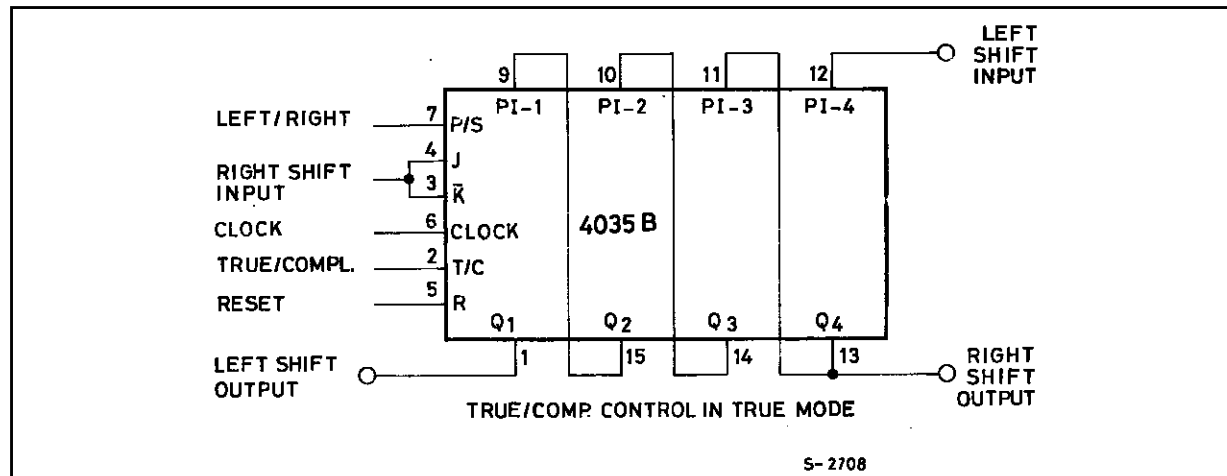 LEFT
SHIFT
INPUT
9
10
11
12
PI-1
PI-2
PI-3
PI-4
LEFT/RIGHT
7
P/S
4
J
RIGHT SHIFT
INPUT
3
K̅
4035B
CLOCK
6
CLOCK
TRUE/COMPL.
2
T/C
RESET
5
R
Q1
Q2
Q3
Q4
1
15
14
13
LEFT SHIFT
OUTPUT
RIGHT
SHIFT
OUTPUT
TRUE/COMP. CONTROL IN TRUE MODE
S-2708